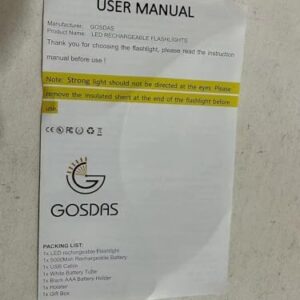 USER MANUAL
Manufacturer: GOSDAS
Product Name: LED RECHARGEABLE FLASHLIGHTS
Thank you for choosing the flashlight, please read the instruction
manual before use !
Note: Strong light should not be directed at the eyes. Please
remove the insulated sheet at the end of the flashlight before
use.
CE
GOSDAS
PACKING LIST:
1x LED rechargeable Flashlight
1x 5000Mah Rechargeable Battery
1x USB Cable
1x White Battery Tube
1x Black AAA Battery Holder
1x Holster
1x Gift Box